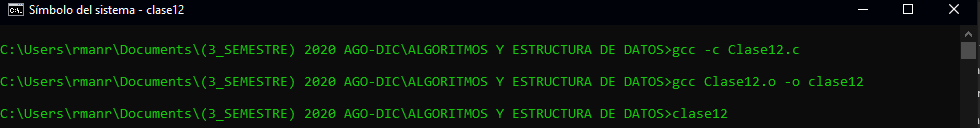 Símbolo del sistema - clase12
C:\Users\rmanr\Documents\(3_SEMESTRE) 2020 AGO-DIC\ALGORITMOS Y ESTRUCTURA DE DATOS>gcc -c Clase12.c
C:\Users\rmanr\Documents\(3_SEMESTRE) 2020 AGO-DIC\ALGORITMOS Y ESTRUCTURA DE DATOS>gcc Clase12.o -o clase12
C:\Users\rmanr\Documents\(3_SEMESTRE) 2020 AGO-DIC\ALGORITMOS Y ESTRUCTURA DE DATOS>clase12